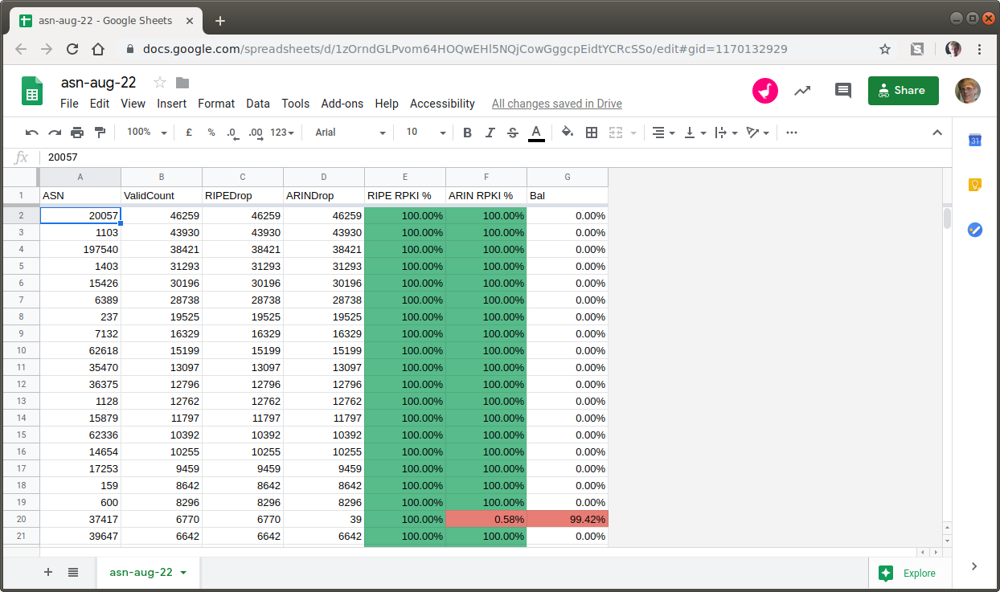 asn-aug-22 - Google Sheets
docs.google.com/spreadsheets/d/1zOrndGLPvom64HOQwEHl5NQjCowGggcpEidtYCRcSSo/edit#gid=1170132929
asn-aug-22
File Edit View Insert Format Data Tools Add-ons Help Accessibility All changes saved in Drive
Share
100% £ % .0 .00 123 Arial 10 B I S A
31
fx 20057
A B C D E F G
1 ASN ValidCount RIPEDrop ARINDrop RIPE RPKI % ARIN RPKI % Bal
2 20057 46259 46259 46259 100.00% 100.00% 0.00%
3 1103 43930 43930 43930 100.00% 100.00% 0.00%
4 197540 38421 38421 38421 100.00% 100.00% 0.00%
5 1403 31293 31293 31293 100.00% 100.00% 0.00%
6 15426 30196 30196 30196 100.00% 100.00% 0.00%
7 6389 28738 28738 28738 100.00% 100.00% 0.00%
8 237 19525 19525 19525 100.00% 100.00% 0.00%
9 7132 16329 16329 16329 100.00% 100.00% 0.00%
10 62618 15199 15199 15199 100.00% 100.00% 0.00%
11 35470 13097 13097 13097 100.00% 100.00% 0.00%
12 36375 12796 12796 12796 100.00% 100.00% 0.00%
13 1128 12762 12762 12762 100.00% 100.00% 0.00%
14 15879 11797 11797 11797 100.00% 100.00% 0.00%
15 62336 10392 10392 10392 100.00% 100.00% 0.00%
16 14654 10255 10255 10255 100.00% 100.00% 0.00%
17 17253 9459 9459 9459 100.00% 100.00% 0.00%
18 159 8642 8642 8642 100.00% 100.00% 0.00%
19 600 8296 8296 8296 100.00% 100.00% 0.00%
20 37417 6770 6770 39 100.00% 0.58% 99.42%
21 39647 6642 6642 6642 100.00% 100.00% 0.00%
asn-aug-22
Explore